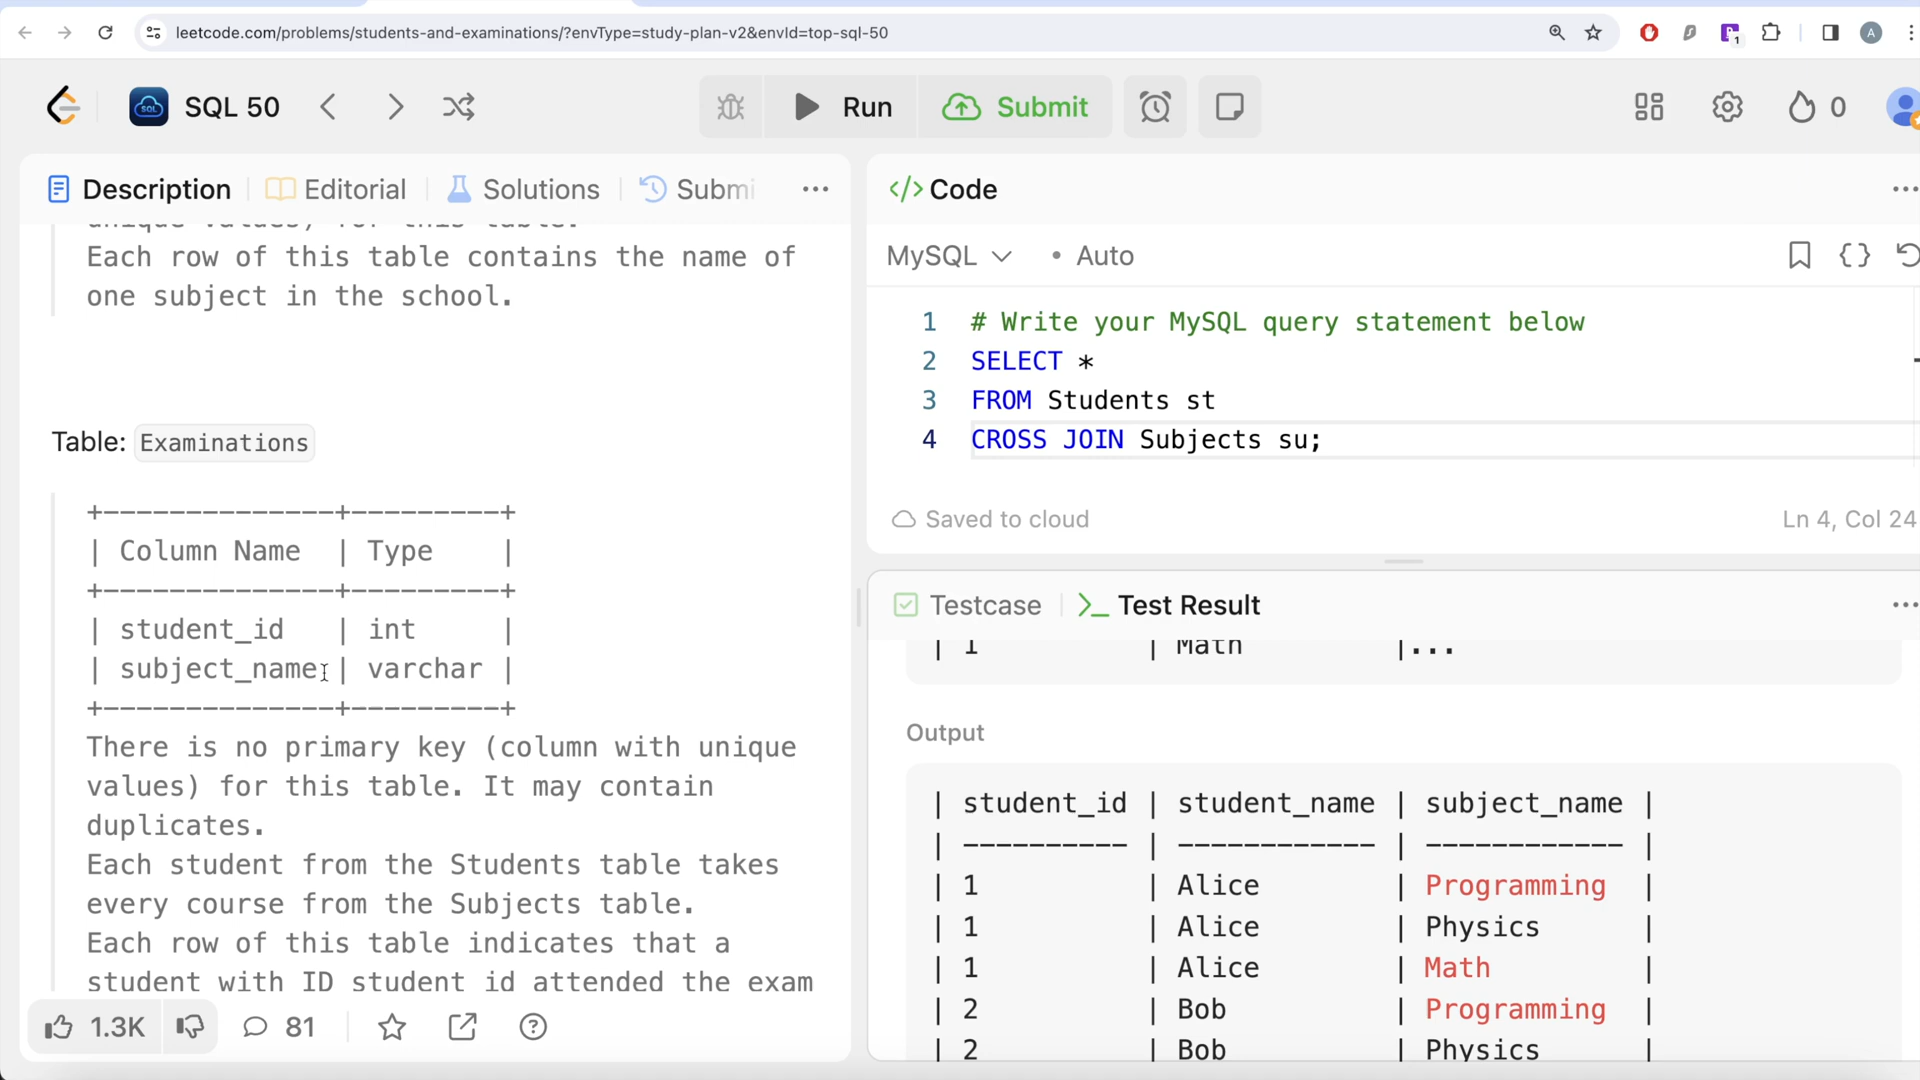 leetcode.com/problems/students-and-examinations/?envType=study-plan-v2&envId=top-sql-50
1
A
SQL 50
Run
Submit
0
Description
Editorial
Solutions
Submi
unique values) for this table.
Each row of this table contains the name of
one subject in the school.
Table: Examinations
+--------------+---------+
| Column Name | Type |
+--------------+---------+
| student_id | int |
| subject_name | varchar |
+--------------+---------+
There is no primary key (column with unique
values) for this table. It may contain
duplicates.
Each student from the Students table takes
every course from the Subjects table.
Each row of this table indicates that a
student with ID student_id attended the exam
1.3K
81
</> Code
MySQL
• Auto
1 # Write your MySQL query statement below
2 SELECT *
3 FROM Students st
4 CROSS JOIN Subjects su;
Saved to cloud
Ln 4, Col 24
Testcase
>_ Test Result
| 1 | Math |...
Output
| student_id | student_name | subject_name |
| ---------- | ------------ | ------------ |
| 1 | Alice | Programming |
| 1 | Alice | Physics |
| 1 | Alice | Math |
| 2 | Bob | Programming |
| 2 | Bob | Physics